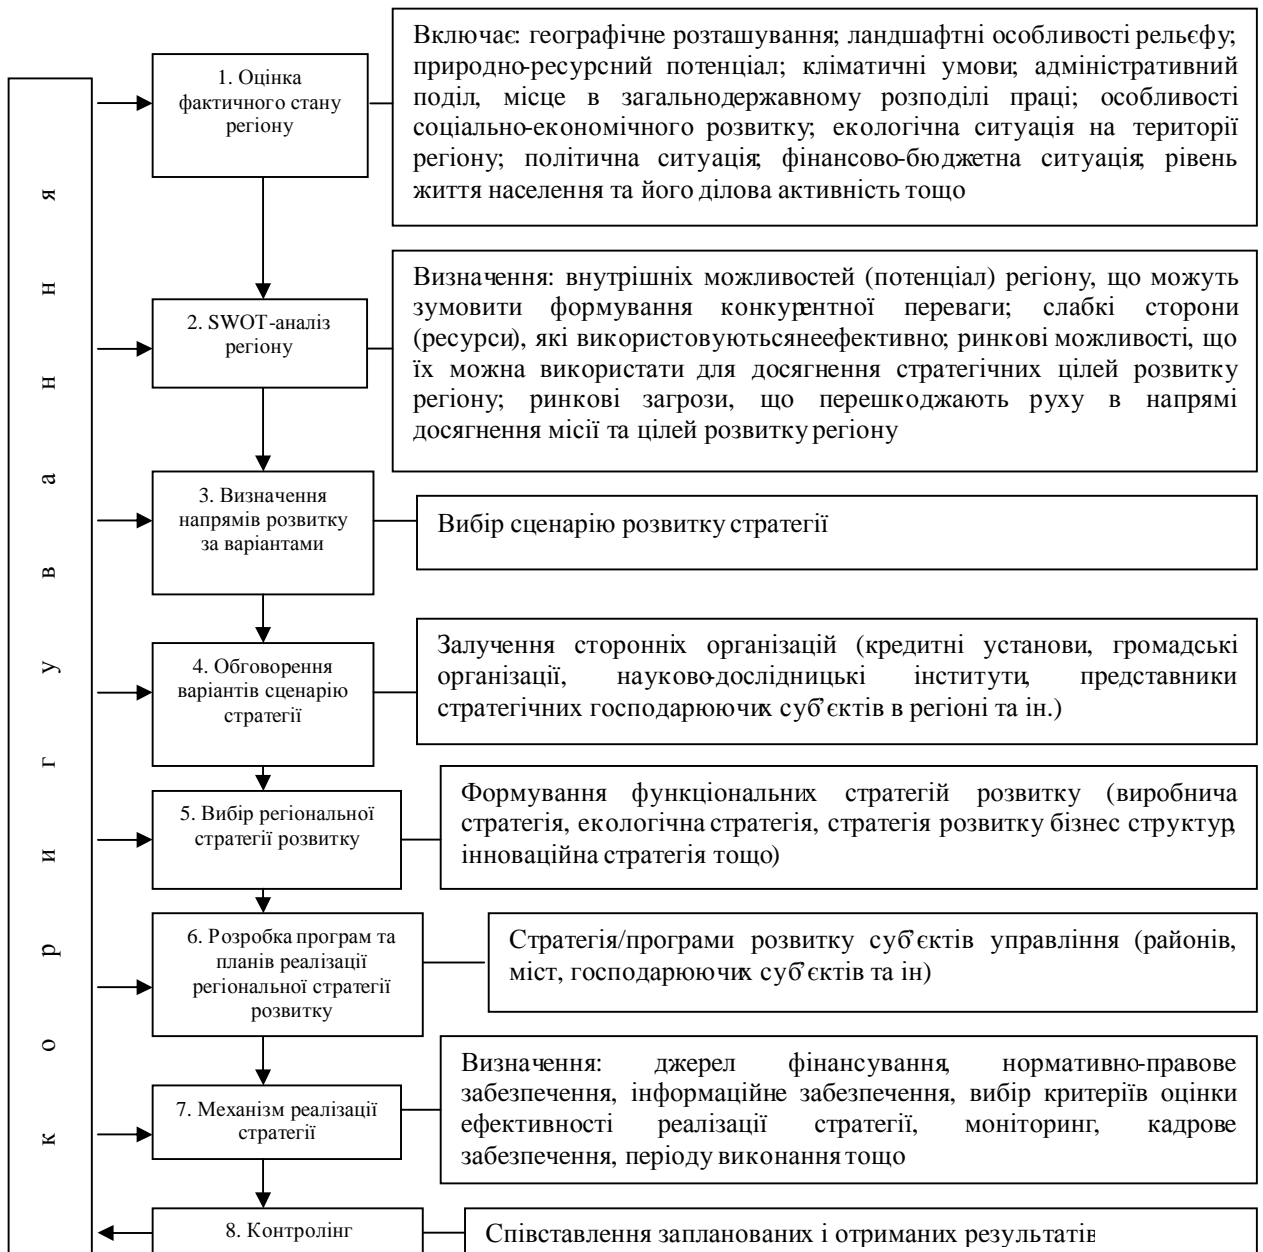 к о р и г у в а н н я
1. Оцінка
фактичного стану
регіону
Включає: географічне розташування; ландшафтні особливості рельєфу;
природно-ресурсний потенціал; кліматичні умови; адміністративний
поділ, місце в загальнодержавному розподілі праці; особливості
соціально-економічного розвитку; екологічна ситуація на території
регіону; політична ситуація; фінансово-бюджетна ситуація; рівень
життя населення та його ділова активність тощо
2. SWOT-аналіз
регіону
Визначення: внутрішніх можливостей (потенціал) регіону, що можуть
зумовити формування конкурентної переваги; слабкі сторони
(ресурси), які використовуютьсянеефективно; ринкові можливості, що
їх можна використати для досягнення стратегічних цілей розвитку
регіону; ринкові загрози, що перешкоджають руху в напрямі
досягнення місії та цілей розвитку регіону
3. Визначення
напрямів розвитку
за варіантами
Вибір сценарію розвитку стратегії
4. Обговорення
варіантів сценарію
стратегії
Залучення сторонніх організацій (кредитні установи, громадські
організації, науково-дослідницькі інститути, представники
стратегічних господарюючих суб’єктів в регіоні та ін.)
5. Вибір регіональної
стратегії розвитку
Формування функціональних стратегій розвитку (виробнича
стратегія, екологічна стратегія, стратегія розвитку бізнес структур,
інноваційна стратегія тощо)
6. Розробка програм та
планів реалізації
регіональної стратегії
розвитку
Стратегія/програми розвитку суб’єктів управління (районів,
міст, господарюючих суб’єктів та ін)
7. Механізм реалізації
стратегії
Визначення: джерел фінансування, нормативно-правове
забезпечення, інформаційне забезпечення, вибір критеріїв оцінки
ефективності реалізації стратегії, моніторинг, кадрове
забезпечення, періоду виконання тощо
8. Контролінг
Співставлення запланованих і отриманих результатів